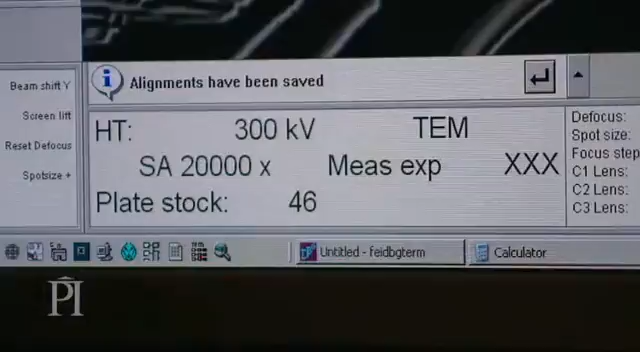 Beam shift Y
Screen lift
Reset Defocus
Spotsize +
Alignments have been saved
HT: 300 kV TEM
SA 20000 x Meas exp XXX
Plate stock: 46
Defocus:
Spot size:
Focus step
C1 Lens:
C2 Lens:
C3 Lens:
Untitled - feidbgterm
Calculator
PI